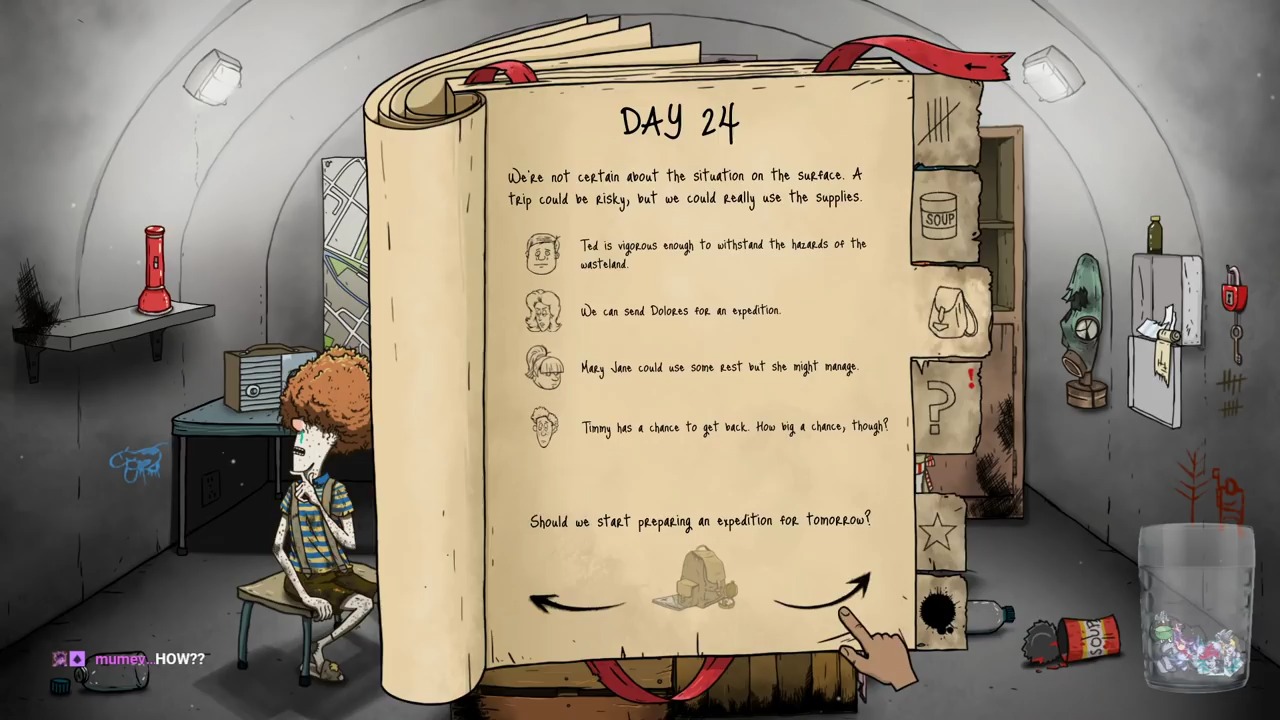 DAY 24
We're not certain about the situation on the surface. A
trip could be risky, but we could really use the supplies.
Ted is vigorous enough to withstand the hazards of the
wasteland.
We can send Dolores for an expedition.
Mary Jane could use some rest but she might manage.
Timmy has a chance to get back. How big a chance, though?
Should we start preparing an expedition for tomorrow?
SOUP
?
!
SOUP
mumey..HOW??